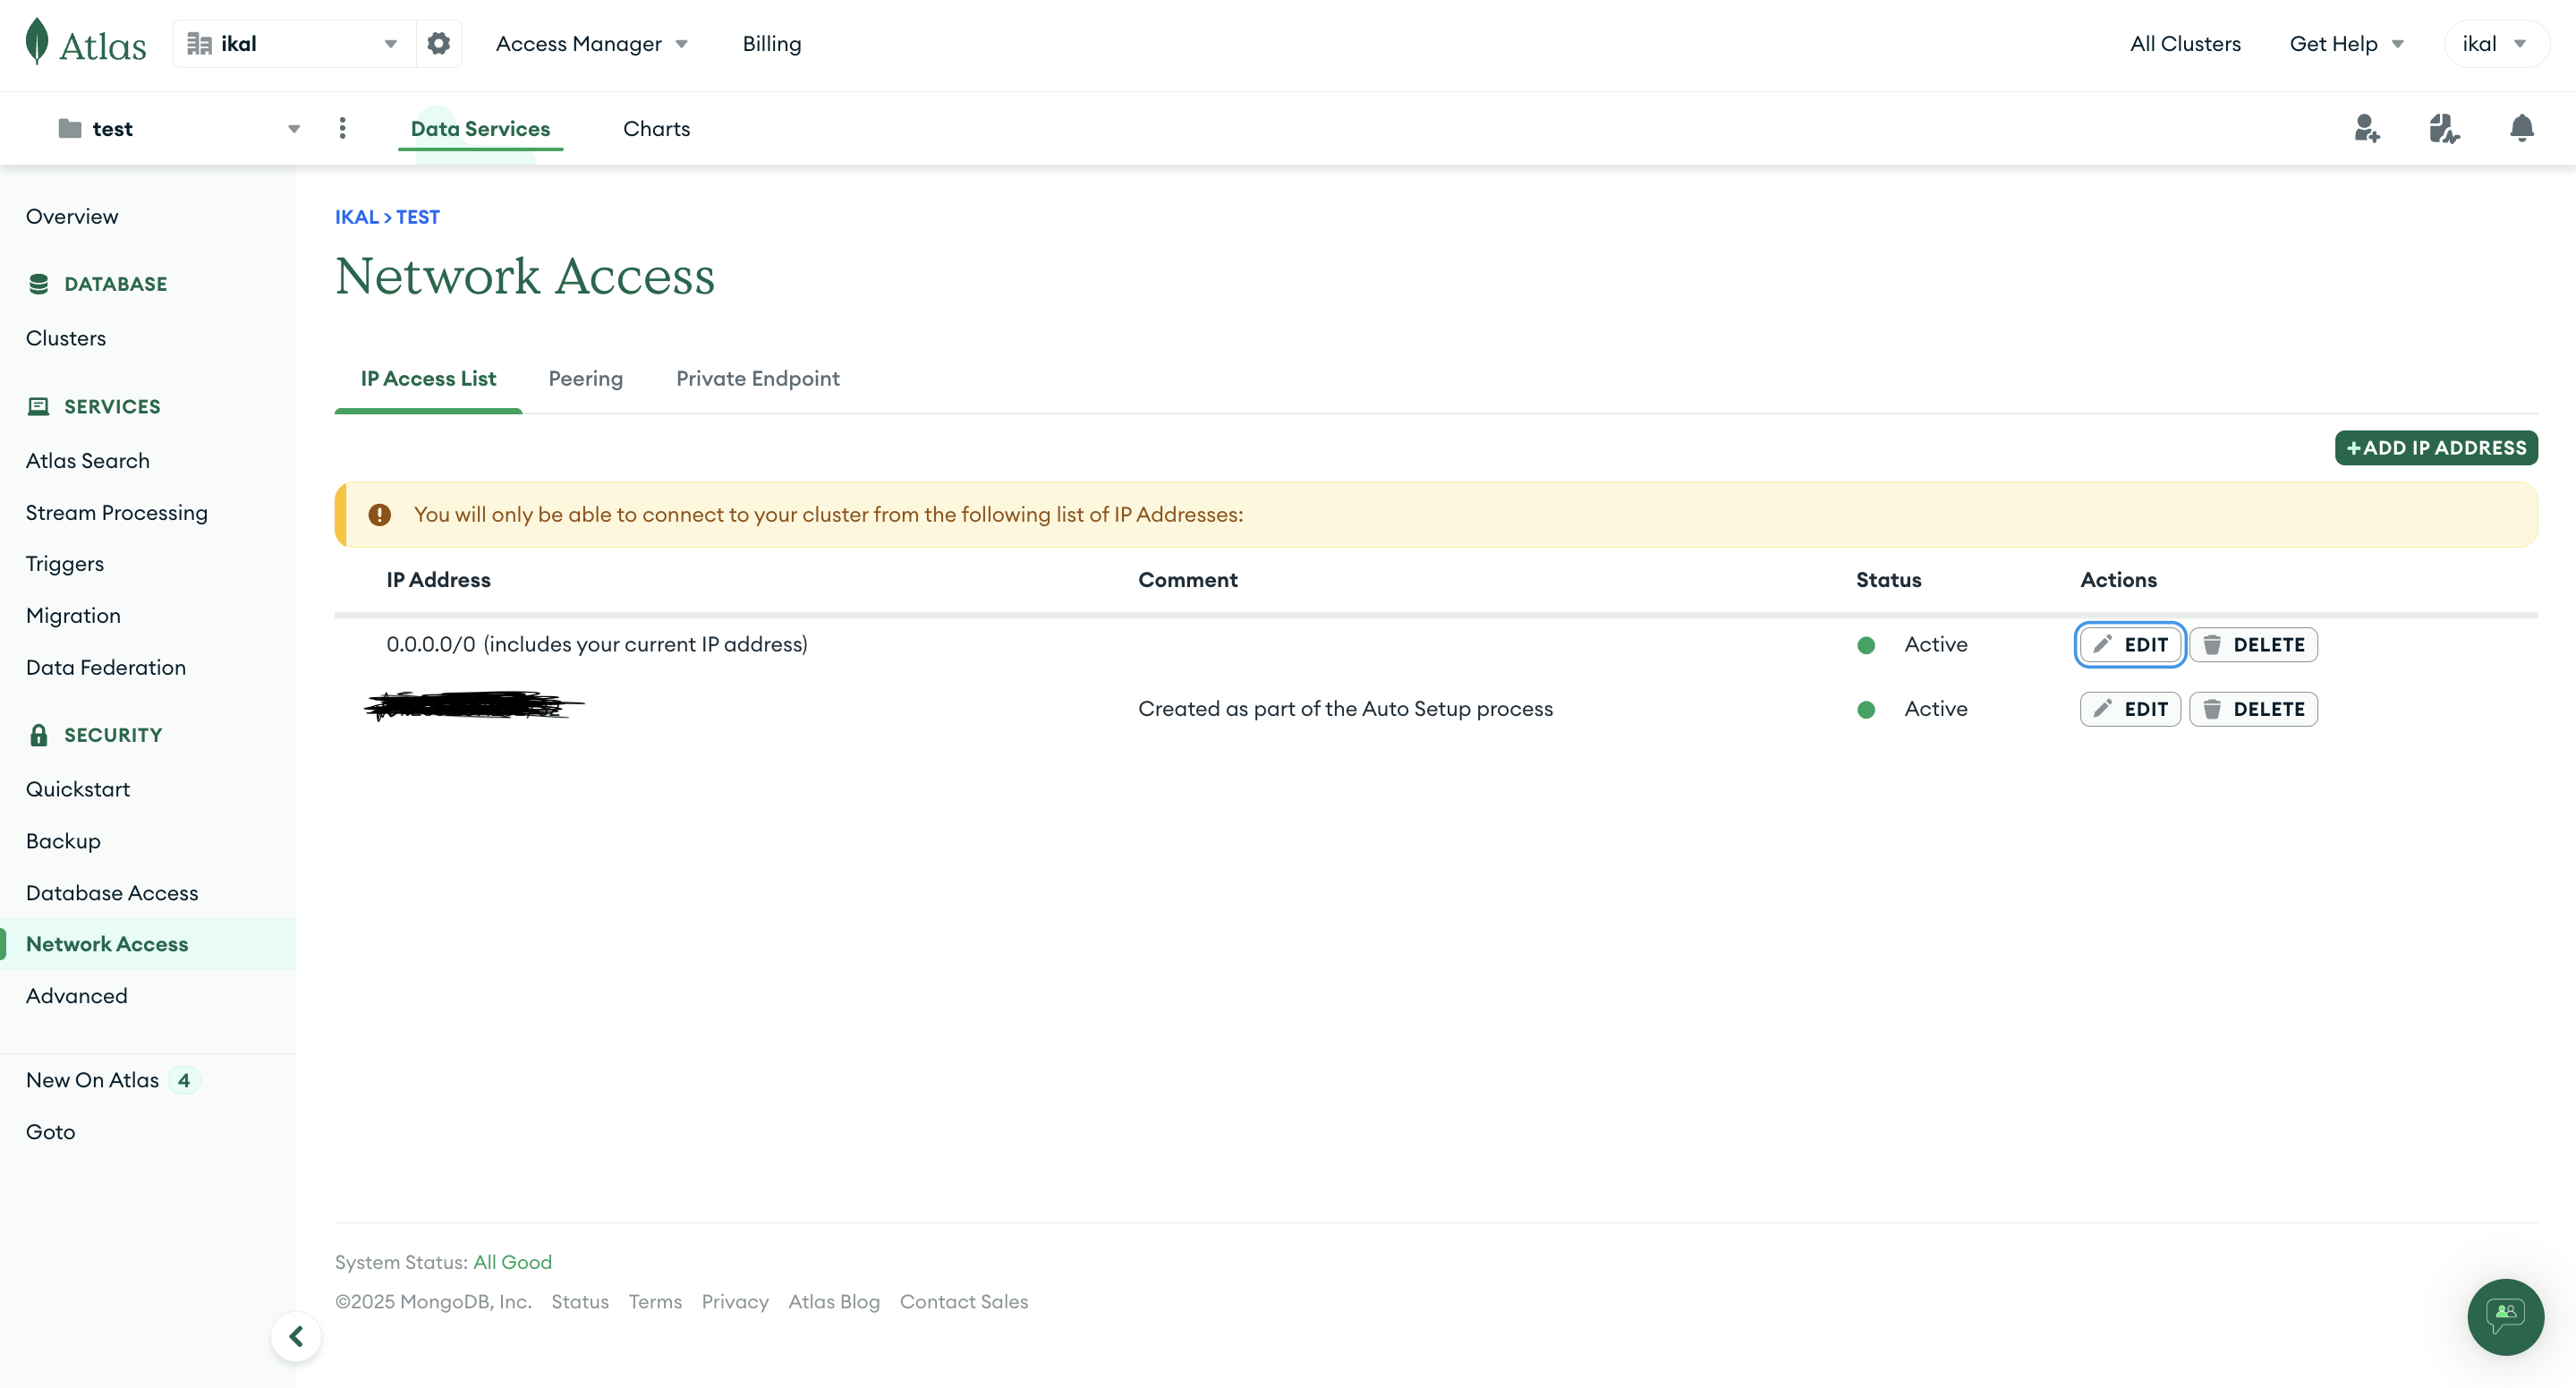 Atlas
ikal
Access Manager
Billing
All Clusters
Get Help
ikal
test
Data Services
Charts
Overview
DATABASE
Clusters
SERVICES
Atlas Search
Stream Processing
Triggers
Migration
Data Federation
SECURITY
Quickstart
Backup
Database Access
Network Access
Advanced
New On Atlas 4
Goto
IKAL > TEST
Network Access
IP Access List
Peering
Private Endpoint
+ADD IP ADDRESS
You will only be able to connect to your cluster from the following list of IP Addresses:
IP Address Comment Status Actions
0.0.0.0/0 (includes your current IP address) Active EDIT DELETE
Created as part of the Auto Setup process Active EDIT DELETE
System Status: All Good
©2025 MongoDB, Inc. Status Terms Privacy Atlas Blog Contact Sales